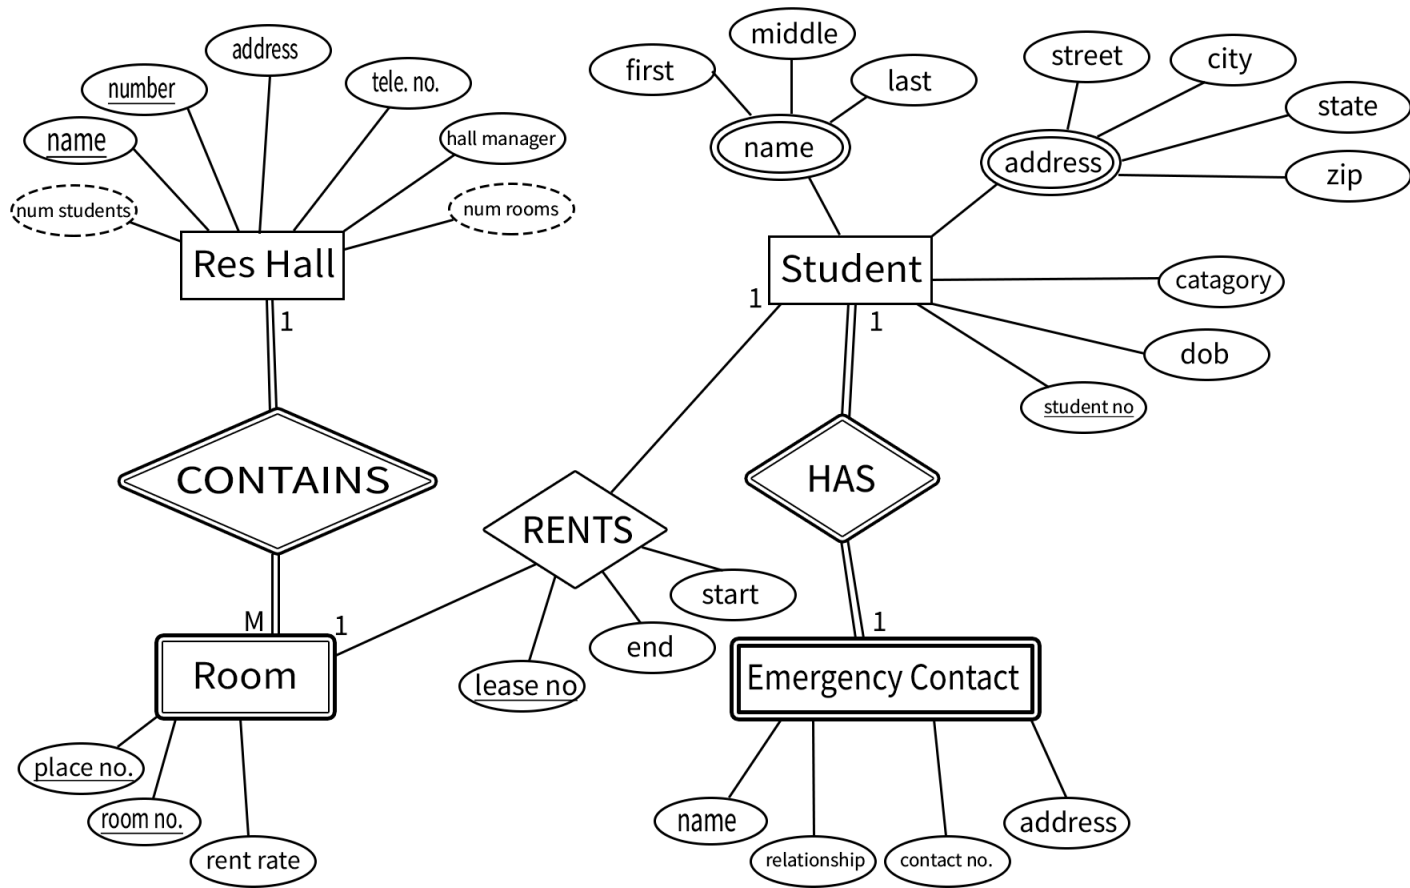 first
middle
last
street
city
state
zip
name
address
address
number
tele. no.
name
hall manager
num students
num rooms
Res Hall
Student
catagory
dob
student no
1
1
1
CONTAINS
HAS
RENTS
start
end
lease no
M
1
1
Room
Emergency Contact
place no.
room no.
rent rate
name
relationship
contact no.
address